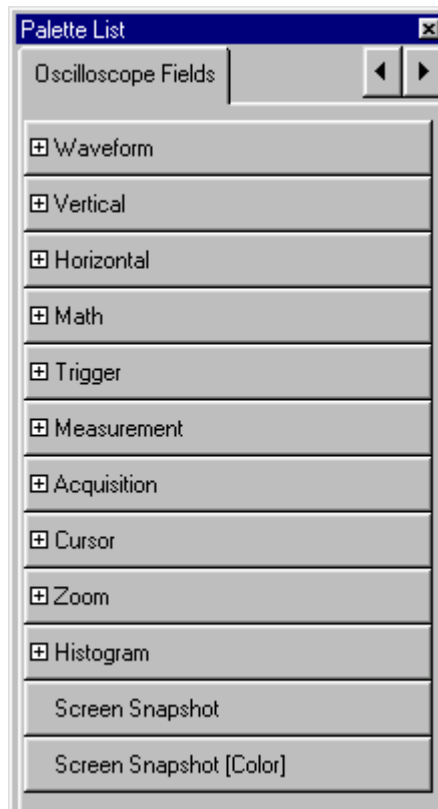 Palette List
Oscilloscope Fields
Waveform
Vertical
Horizontal
Math
Trigger
Measurement
Acquisition
Cursor
Zoom
Histogram
Screen Snapshot
Screen Snapshot [Color]